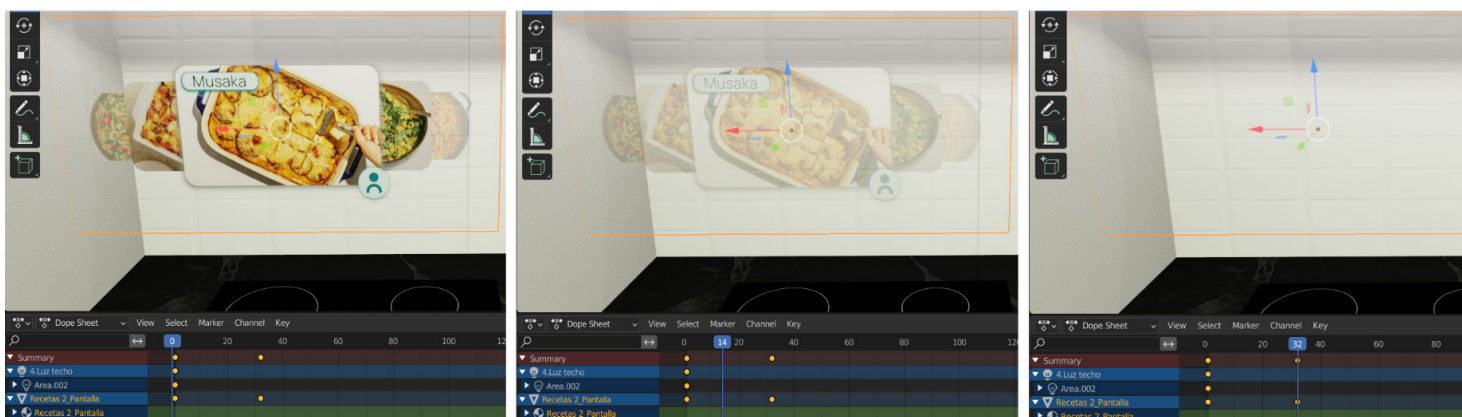 Musaka
Dope Sheet View Select Marker Channel Key
0 20 40 60 80 100
Summary
4.Luz techo
Area.002
Recetas 2_Pantalla
Recetas 2_Pantalla
Musaka
Dope Sheet View Select Marker Channel Key
0 14 20 40 60 80 100
Summary
4.Luz techo
Area.002
Recetas 2_Pantalla
Recetas 2_Pantalla
Dope Sheet View Select Marker Channel Key
0 32 40 60 80
Summary
4.Luz techo
Area.002
Recetas 2_Pantalla
Recetas 2_Pantalla